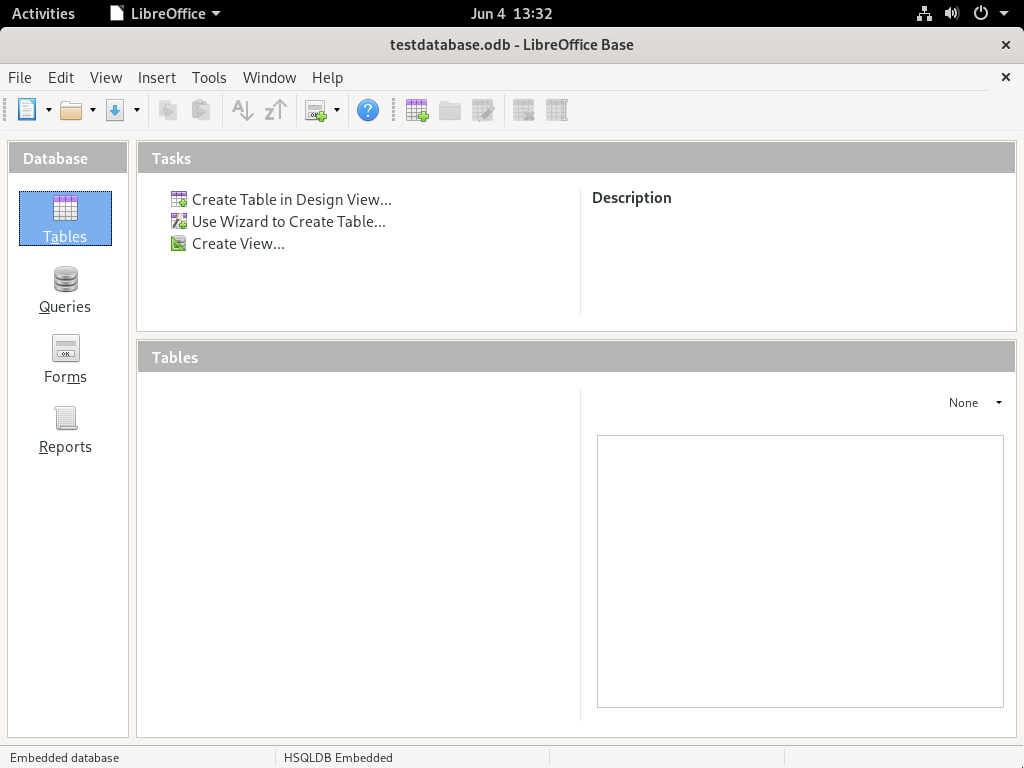 Activities
LibreOffice
Jun 4 13:32
testdatabase.odb - LibreOffice Base
File Edit View Insert Tools Window Help
Database
Tables
Queries
Forms
Reports
Tasks
Create Table in Design View...
Use Wizard to Create Table...
Create View...
Description
Tables
None
Embedded database
HSQLDB Embedded